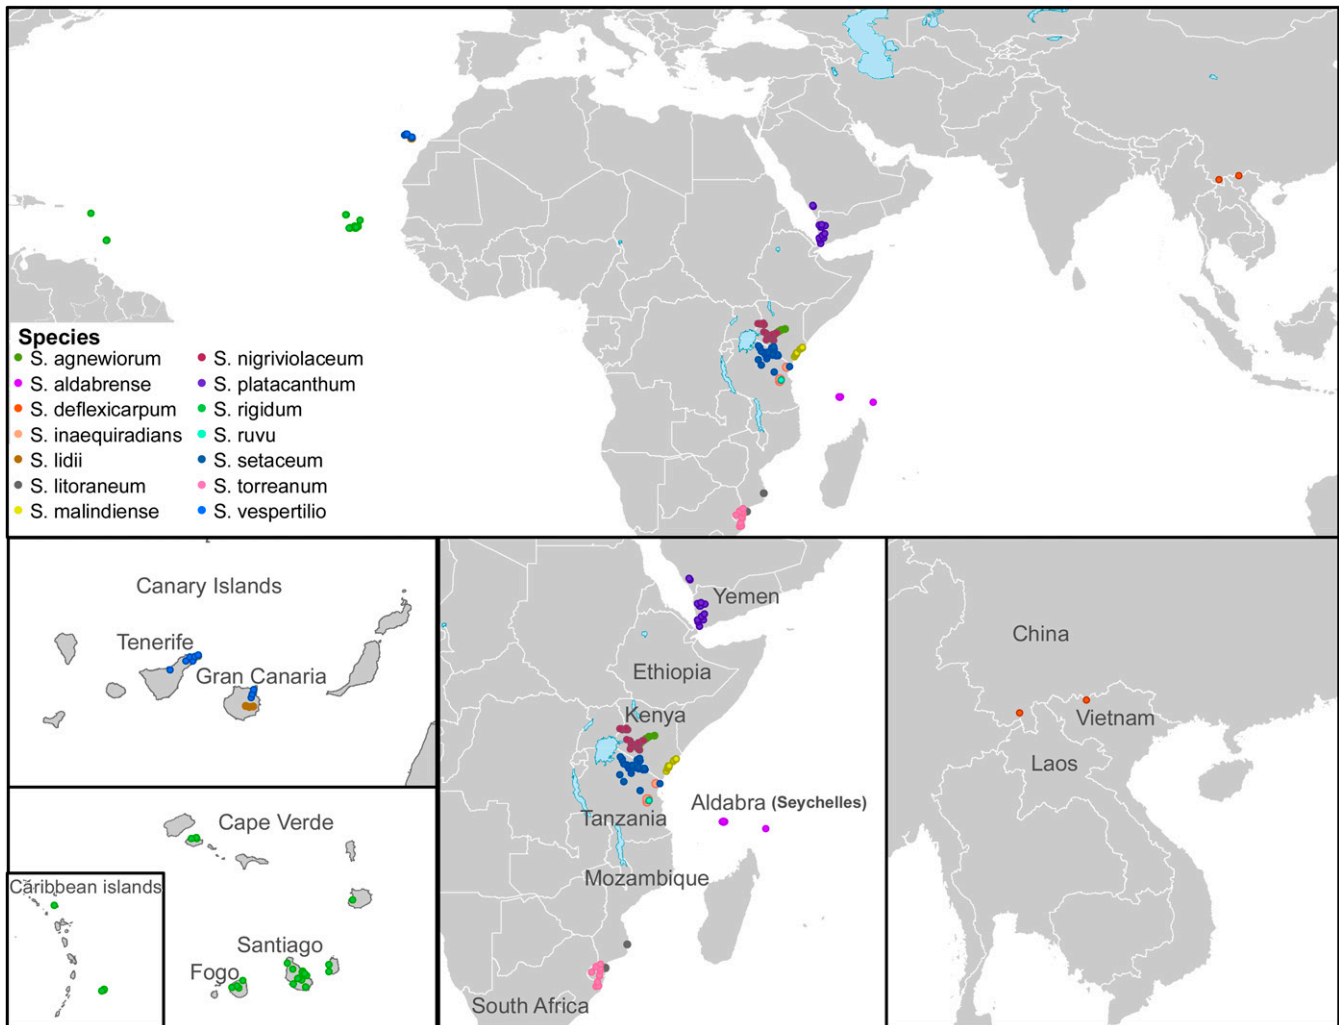 Species
S. agnewiorum
S. aldabrense
S. deflexicarpum
S. inaequiradians
S. lidii
S. litoraneum
S. malindiense
S. nigriviolaceum
S. platacanthum
S. rigidum
S. ruvu
S. setaceum
S. torreanum
S. vespertilio
Canary Islands
Tenerife
Gran Canaria
Cape Verde
Caribbean islands
Santiago
Fogo
Yemen
Ethiopia
Kenya
Aldabra (Seychelles)
Tanzania
Mozambique
South Africa
China
Vietnam
Laos